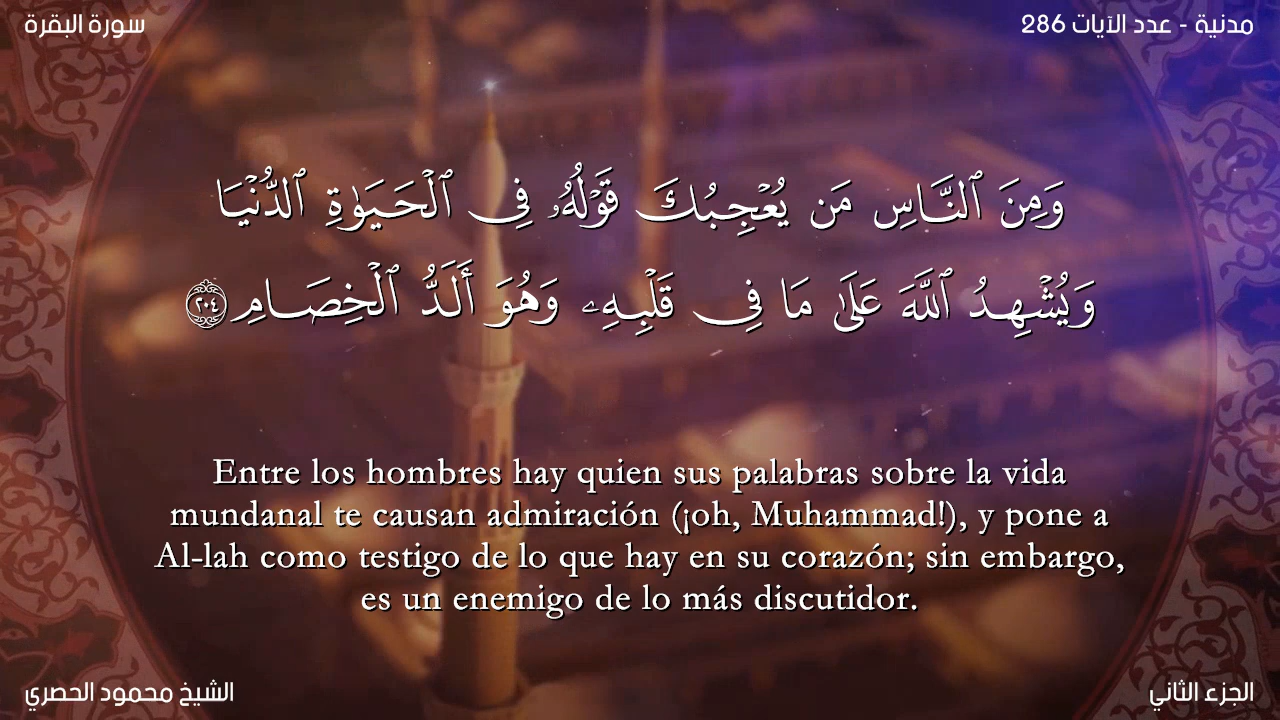 مدنية - عدد الآيات 286
سورة البقرة
وَمِنَ ٱلنَّاسِ مَن يُعۡجِبُكَ قَوۡلُهُۥ فِي ٱلۡحَيَوٰةِ ٱلدُّنۡيَا
وَيُشۡهِدُ ٱللَّهَ عَلَىٰ مَا فِي قَلۡبِهِۦ وَهُوَ أَلَدُّ ٱلۡخِصَامِ ٢٠٤
Entre los hombres hay quien sus palabras sobre la vida
mundanal te causan admiración (¡oh, Muhammad!), y pone a
Al-lah como testigo de lo que hay en su corazón; sin embargo,
es un enemigo de lo más discutidor.
الجزء الثاني
الشيخ محمود الحصري